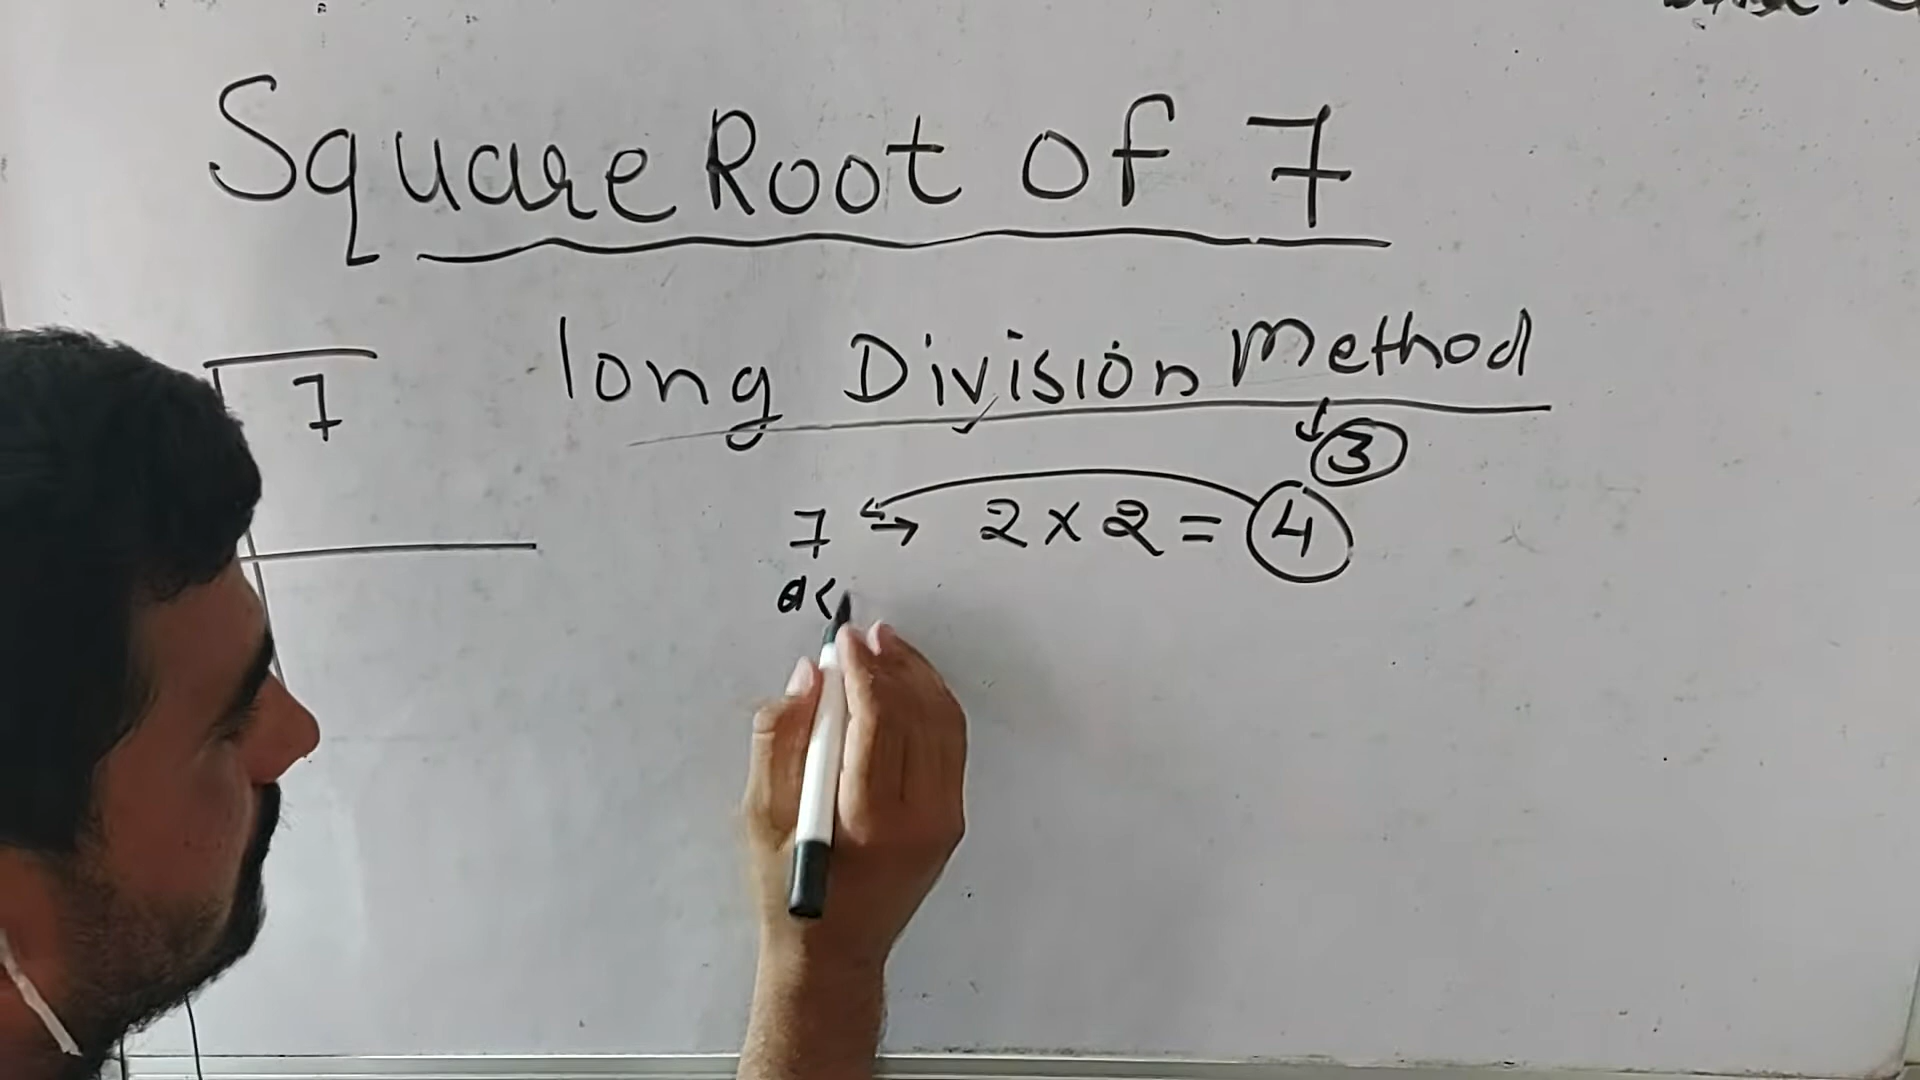 Square Root of 7
7
long Division Method
3
7 → 2 x 2 = 4